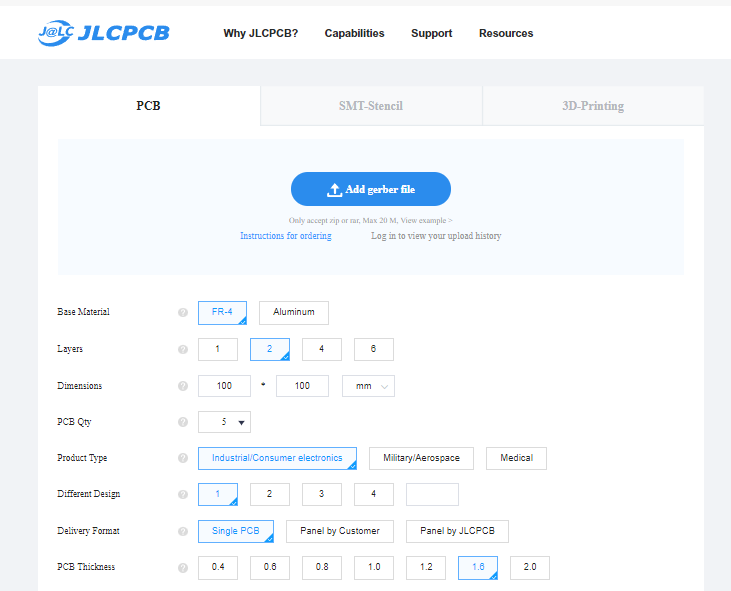 J@LC JLCPCB Why JLCPCB? Capabilities Support Resources
PCB SMT-Stencil 3D-Printing
Add gerber file
Only accept zip or rar, Max 20 M, View example >
Instructions for ordering Log in to view your upload history
Base Material ? FR-4 Aluminum
Layers ? 1 2 4 6
Dimensions ? 100 * 100 mm
PCB Qty ? 5
Product Type ? Industrial/Consumer electronics Military/Aerospace Medical
Different Design ? 1 2 3 4
Delivery Format ? Single PCB Panel by Customer Panel by JLCPCB
PCB Thickness ? 0.4 0.6 0.8 1.0 1.2 1.6 2.0